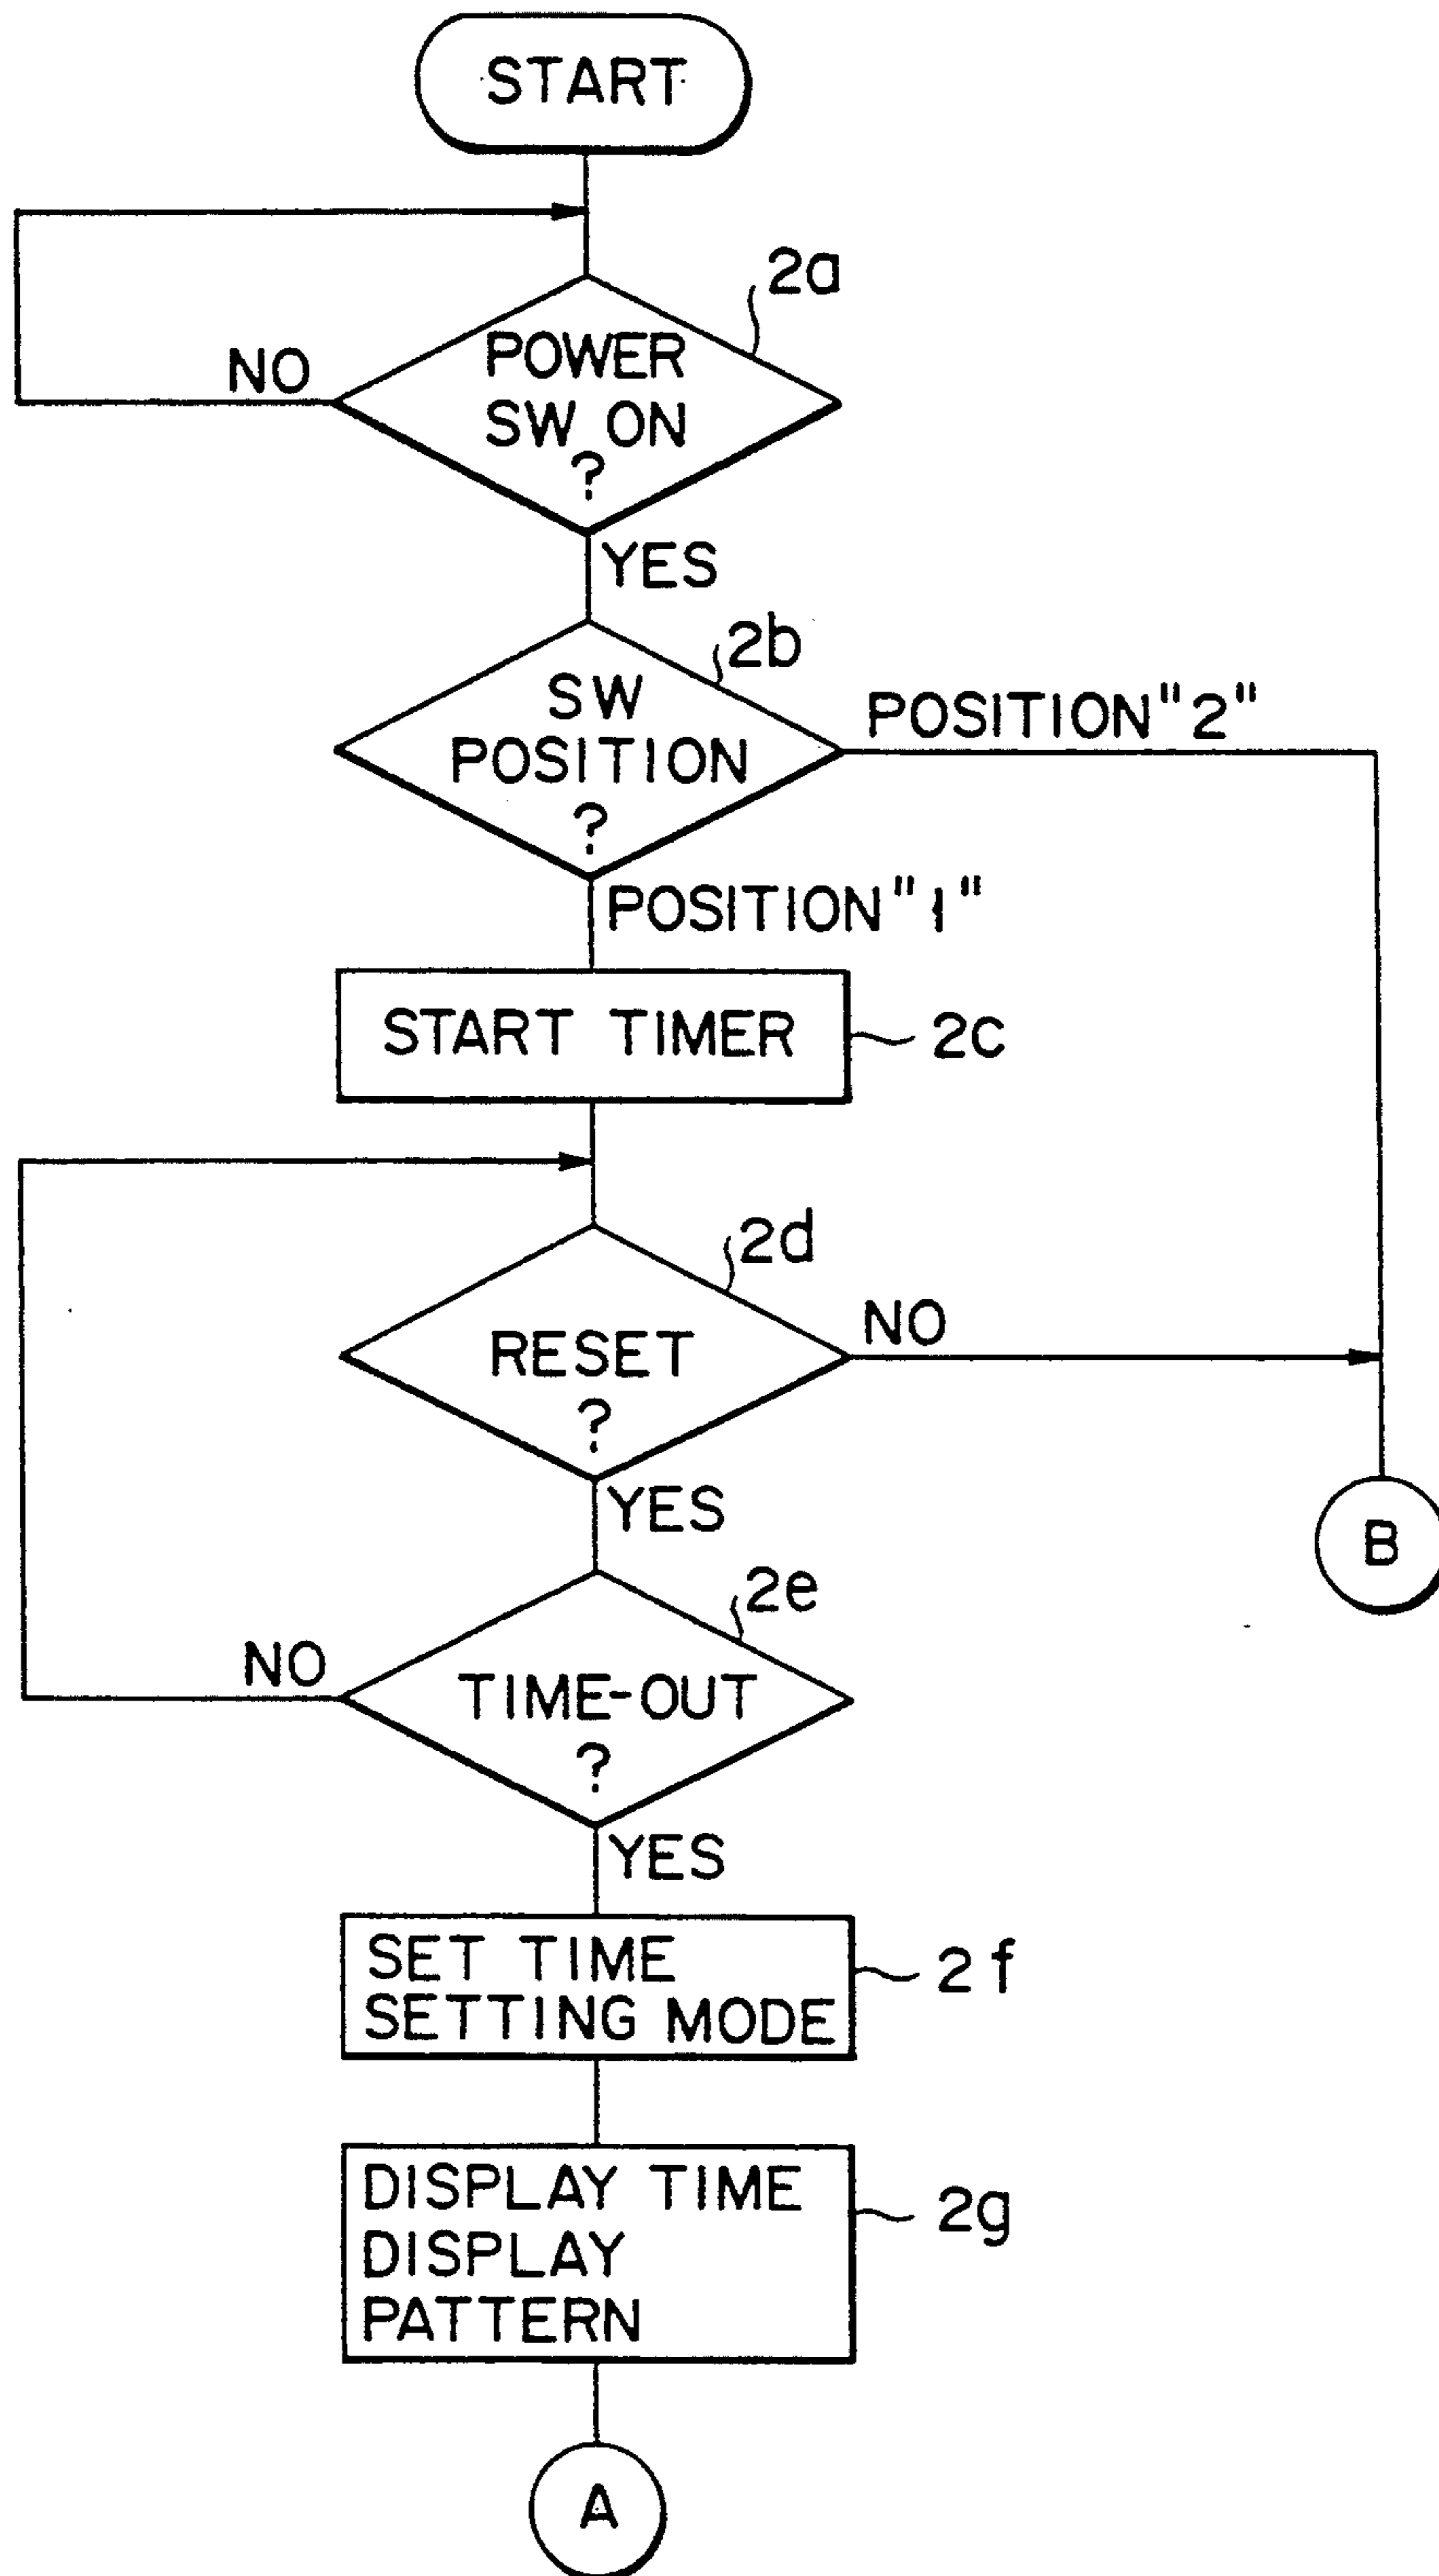 START
2a
POWER
SW ON
?
NO
YES
2b
SW
POSITION
?
POSITION"2"
POSITION"1"
START TIMER
2c
2d
RESET
?
NO
YES
B
2e
TIME-OUT
?
NO
YES
SET TIME
SETTING MODE
2f
DISPLAY TIME
DISPLAY
PATTERN
2g
A